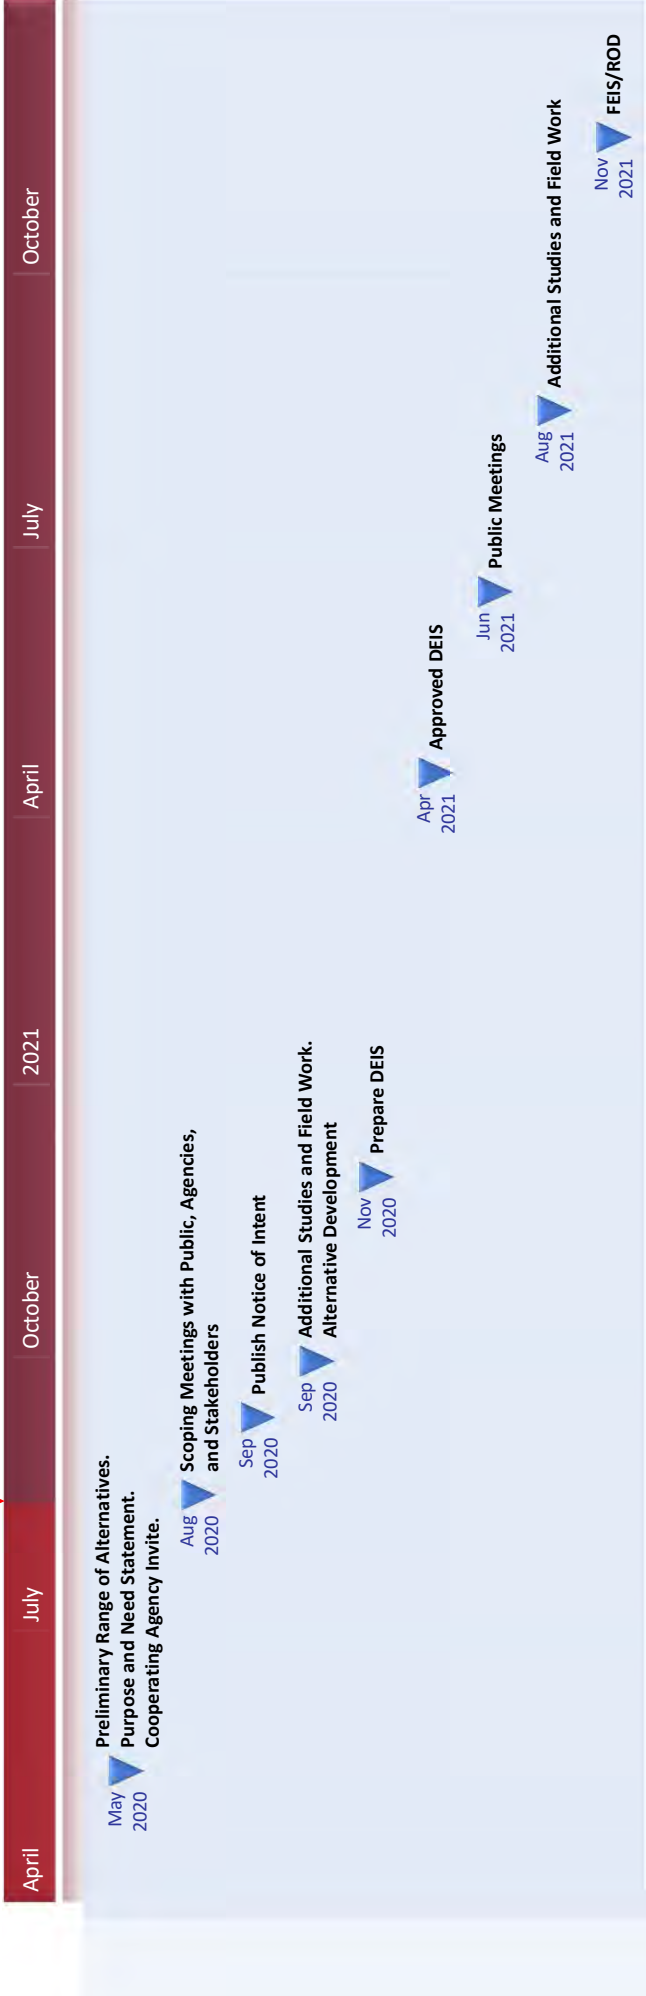 April
July
October
2021
April
July
October
May
2020
Preliminary Range of Alternatives.
Purpose and Need Statement.
Cooperating Agency Invite.
Aug
2020
Scoping Meetings with Public, Agencies,
and Stakeholders
Sep
2020
Publish Notice of Intent
Sep
2020
Additional Studies and Field Work.
Alternative Development
Nov
2020
Prepare DEIS
Apr
2021
Approved DEIS
Jun
2021
Public Meetings
Aug
2021
Additional Studies and Field Work
Nov
2021
FEIS/ROD